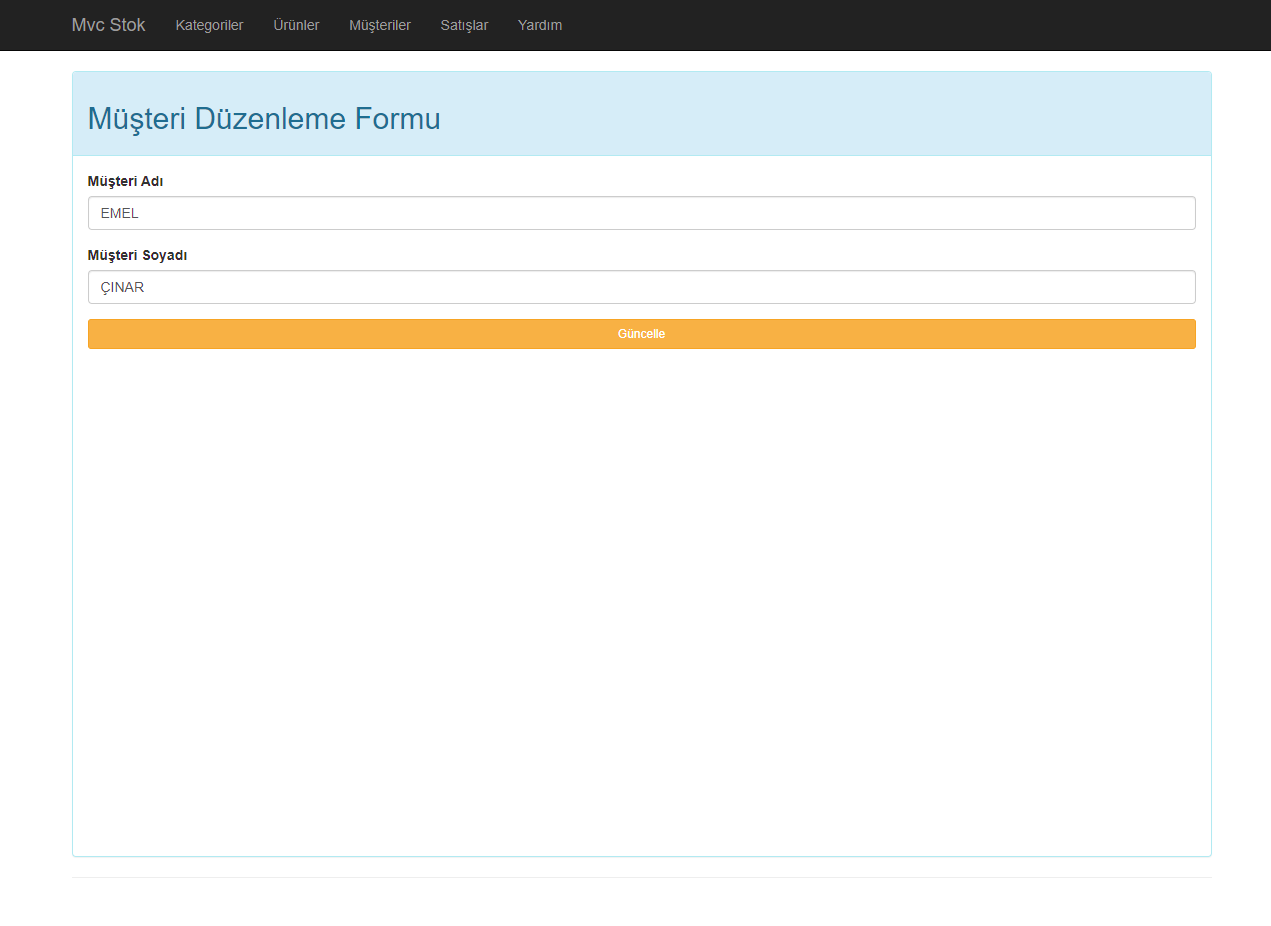 Mvc Stok Kategoriler Ürünler Müşteriler Satışlar Yardım
Müşteri Düzenleme Formu
Müşteri Adı
EMEL
Müşteri Soyadı
ÇINAR
Güncelle